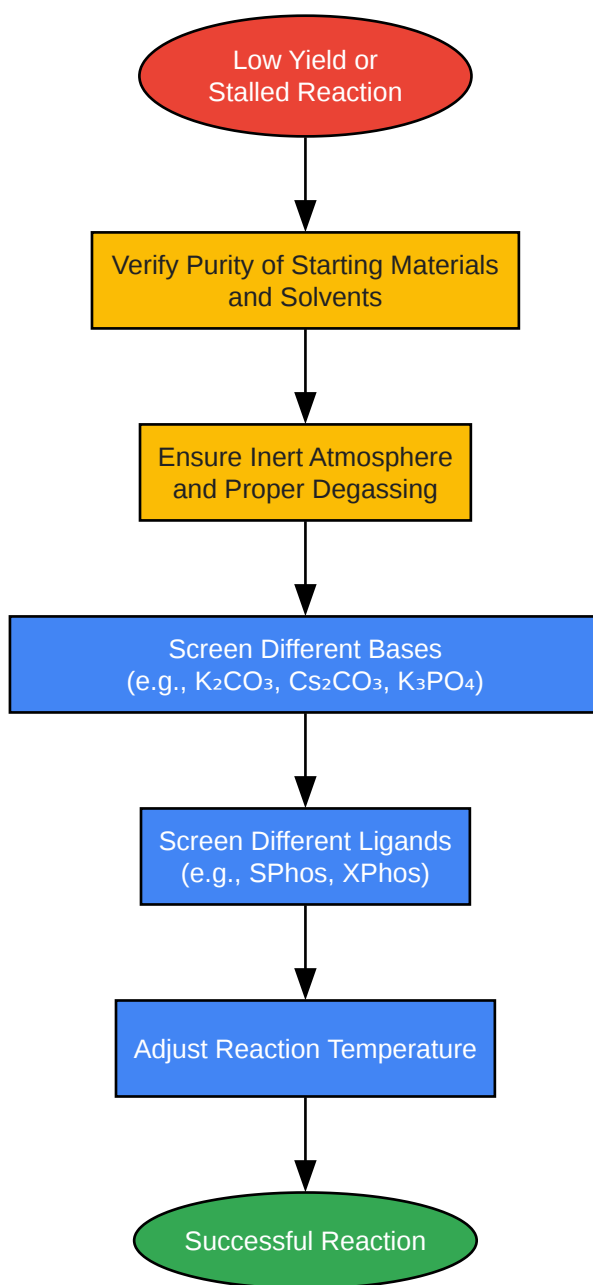 Low Yield or
Stalled Reaction
Verify Purity of Starting Materials
and Solvents
Ensure Inert Atmosphere
and Proper Degassing
Screen Different Bases
(e.g., K₂CO₃, Cs₂CO₃, K₃PO₄)
Screen Different Ligands
(e.g., SPhos, XPhos)
Adjust Reaction Temperature
Successful Reaction